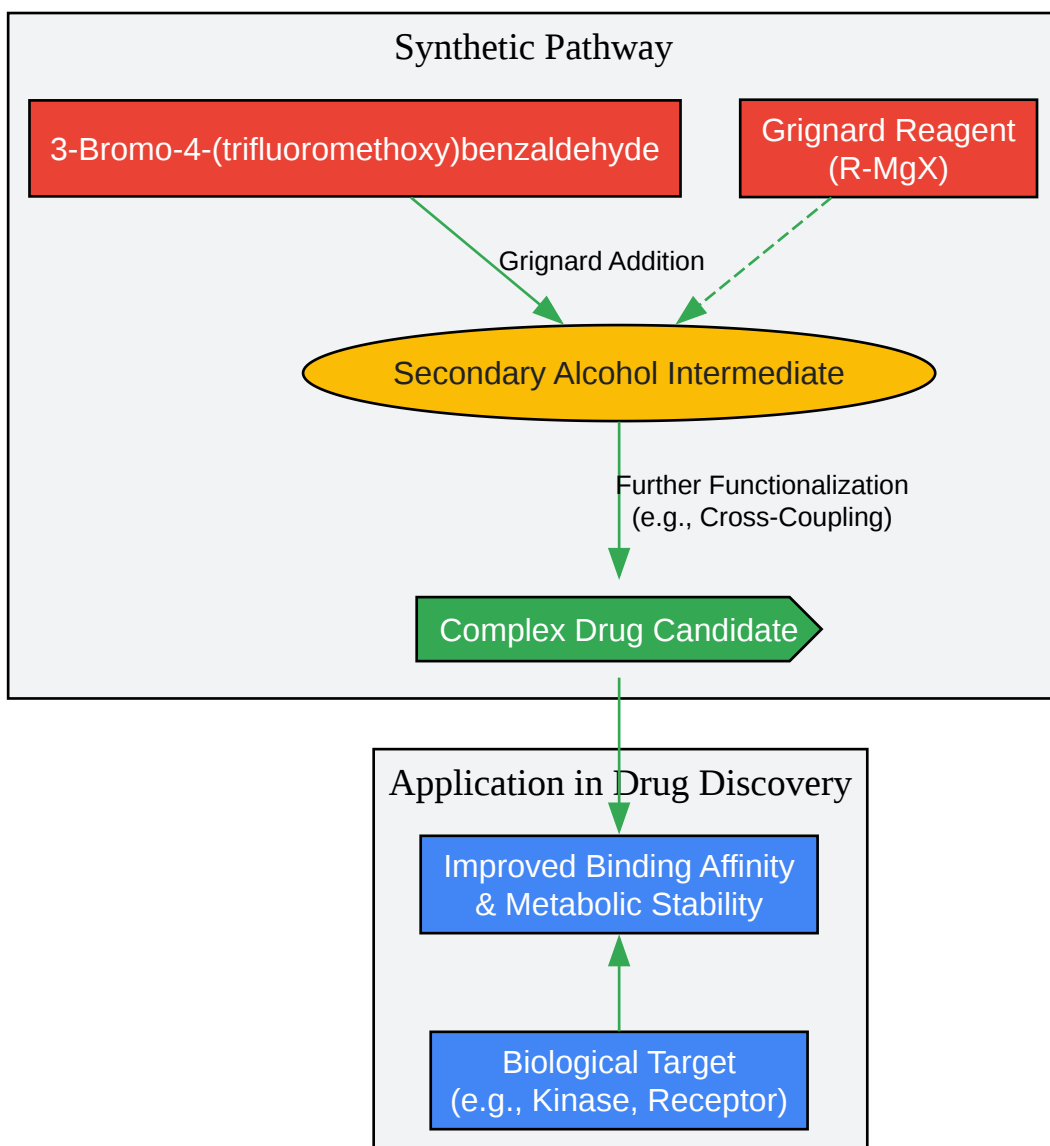 Synthetic Pathway
3-Bromo-4-(trifluoromethoxy)benzaldehyde
Grignard Reagent
(R-MgX)
Grignard Addition
Secondary Alcohol Intermediate
Further Functionalization
(e.g., Cross-Coupling)
Complex Drug Candidate
Application in Drug Discovery
Improved Binding Affinity
& Metabolic Stability
Biological Target
(e.g., Kinase, Receptor)